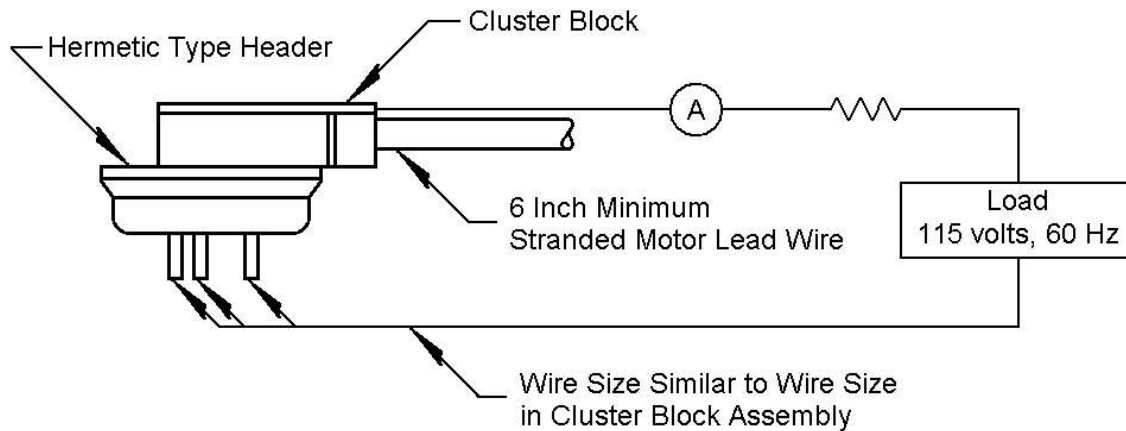 Cluster Block
Hermetic Type Header
A
6 Inch Minimum
Stranded Motor Lead Wire
Load
115 volts, 60 Hz
Wire Size Similar to Wire Size
in Cluster Block Assembly